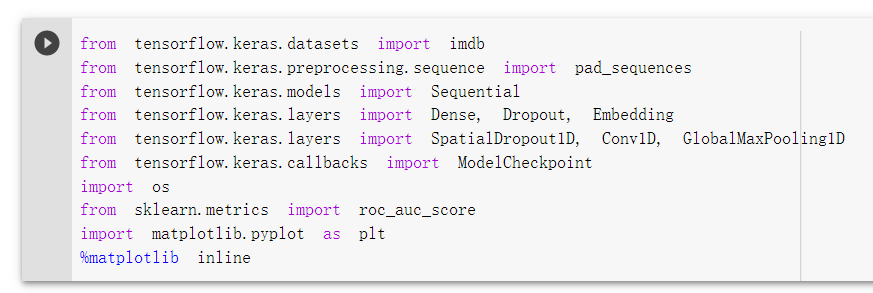 from tensorflow.keras.datasets import imdb
from tensorflow.keras.preprocessing.sequence import pad_sequences
from tensorflow.keras.models import Sequential
from tensorflow.keras.layers import Dense, Dropout, Embedding
from tensorflow.keras.layers import SpatialDropout1D, Conv1D, GlobalMaxPooling1D
from tensorflow.keras.callbacks import ModelCheckpoint
import os
from sklearn.metrics import roc_auc_score
import matplotlib.pyplot as plt
%matplotlib inline